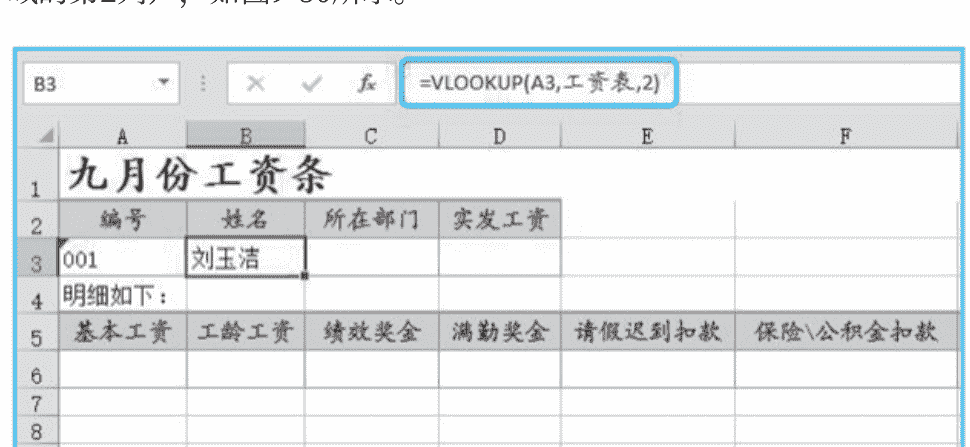 B3 fx =VLOOKUP(A3,工资表,2)
A B C D E F
1 九月份工资条
2 编号 姓名 所在部门 实发工资
3 001 刘玉洁
4 明细如下：
5 基本工资 工龄工资 绩效奖金 满勤奖金 请假迟到扣款 保险\公积金扣款
6
7
8